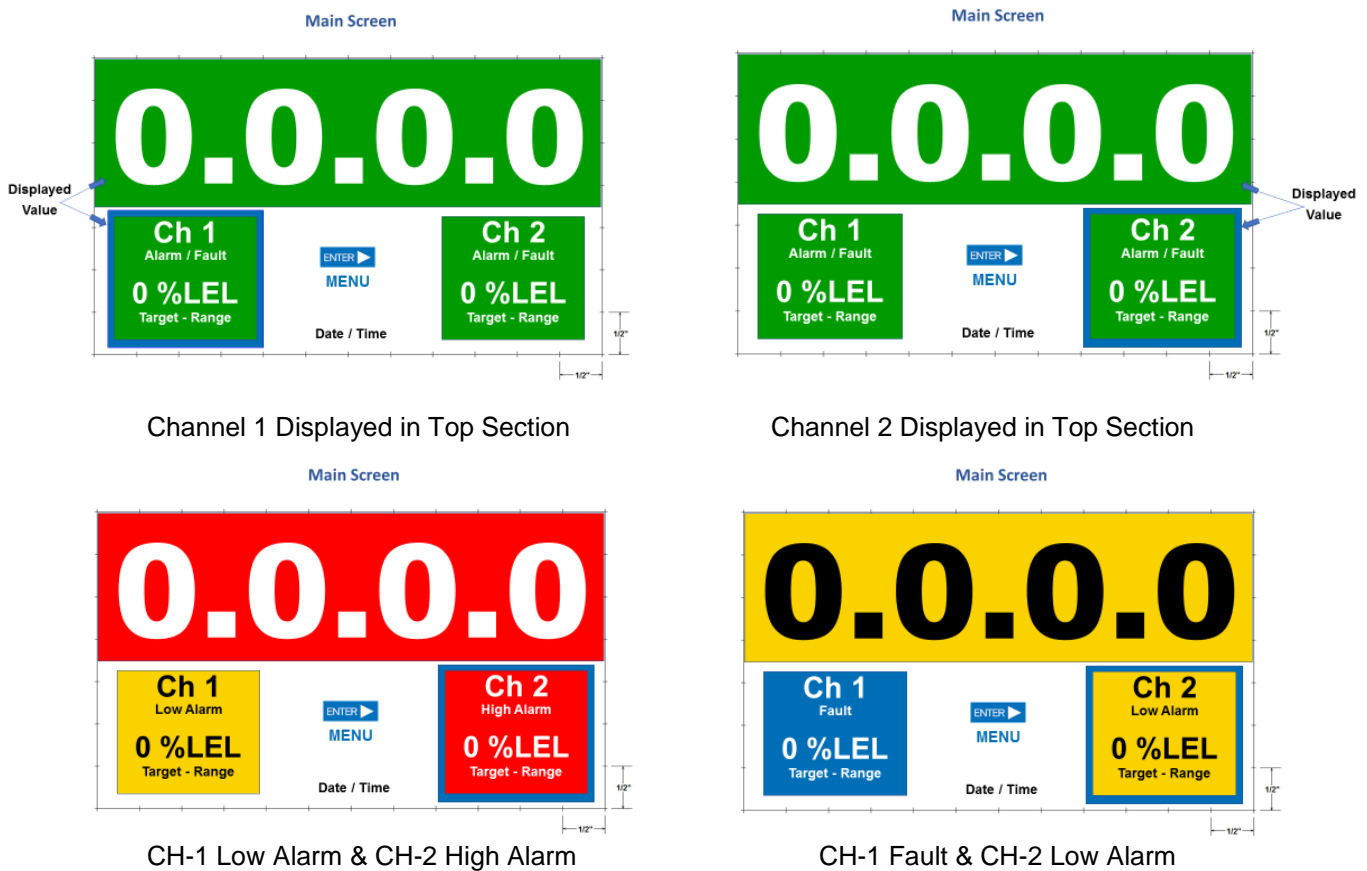 Main Screen
0.0.0.0
Displayed
Value
Ch 1
Alarm / Fault
0 %LEL
Target - Range
ENTER
MENU
Date / Time
Ch 2
Alarm / Fault
0 %LEL
Target - Range
1/2"
1/2"
Channel 1 Displayed in Top Section
Main Screen
0.0.0.0
Displayed
Value
Ch 1
Alarm / Fault
0 %LEL
Target - Range
ENTER
MENU
Date / Time
Ch 2
Alarm / Fault
0 %LEL
Target - Range
1/2"
1/2"
Channel 2 Displayed in Top Section
Main Screen
0.0.0.0
Ch 1
Low Alarm
0 %LEL
Target - Range
ENTER
MENU
Date / Time
Ch 2
High Alarm
0 %LEL
Target - Range
1/2"
1/2"
CH-1 Low Alarm & CH-2 High Alarm
Main Screen
0.0.0.0
Ch 1
Fault
0 %LEL
Target - Range
ENTER
MENU
Date / Time
Ch 2
Low Alarm
0 %LEL
Target - Range
1/2"
1/2"
CH-1 Fault & CH-2 Low Alarm